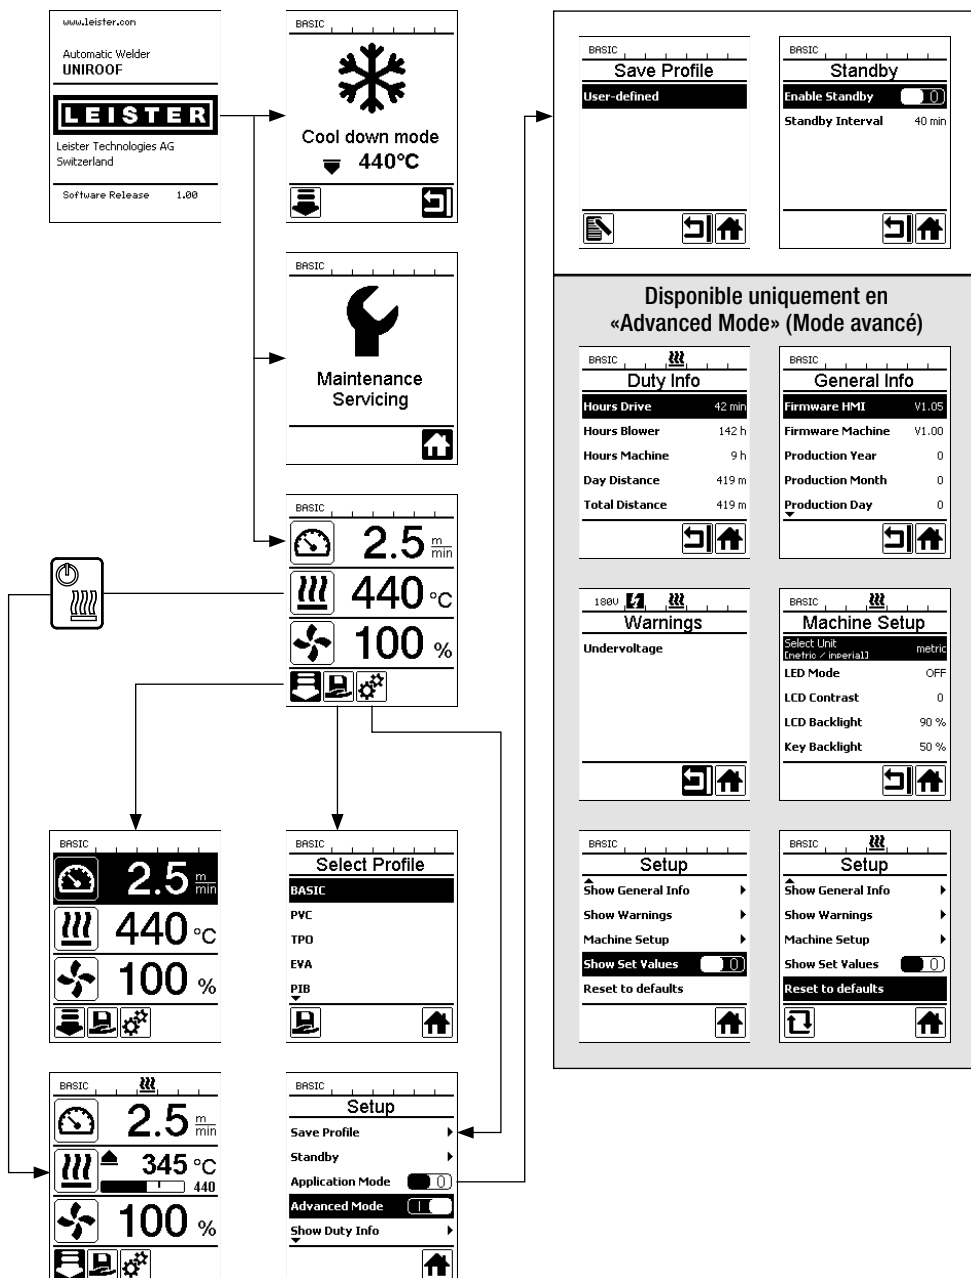 www.leister.com
Automatic Welder
UNIROOF
LEISTER
Leister Technologies AG
Switzerland
Software Release 1.00
BASIC
Cool down mode
440°C
BASIC
Maintenance
Servicing
BASIC
2.5 m/min
440 °C
100 %
BASIC
2.5 m/min
440 °C
100 %
BASIC
Select Profile
BASIC
PVC
TPO
EVA
PIB
BASIC
2.5 m/min
345 °C
440
100 %
BASIC
Setup
Save Profile
Standby
Application Mode 0
Advanced Mode I
Show Duty Info
BASIC
Save Profile
User-defined
BASIC
Standby
Enable Standby 0
Standby Interval 40 min
Disponible uniquement en
«Advanced Mode» (Mode avancé)
BASIC
Duty Info
Hours Drive 42 min
Hours Blower 142 h
Hours Machine 9 h
Day Distance 419 m
Total Distance 419 m
BASIC
General Info
Firmware HMI V1.05
Firmware Machine V1.00
Production Year 0
Production Month 0
Production Day 0
180V
Warnings
Undervoltage
BASIC
Machine Setup
Select Unit
[metric / inperial] metric
LED Mode OFF
LCD Contrast 0
LCD Backlight 90 %
Key Backlight 50 %
BASIC
Setup
Show General Info
Show Warnings
Machine Setup
Show Set Values 0
Reset to defaults
BASIC
Setup
Show General Info
Show Warnings
Machine Setup
Show Set Values 0
Reset to defaults